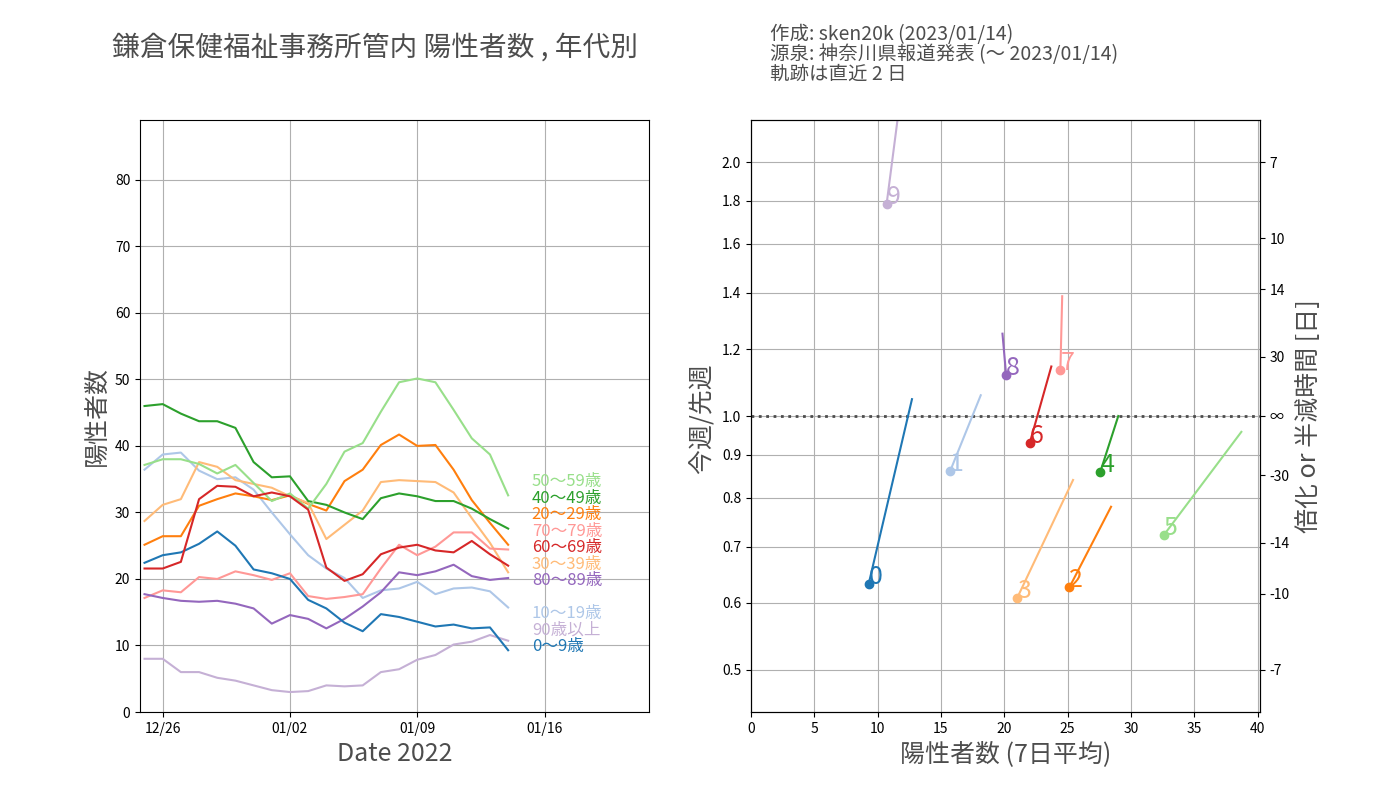 鎌倉保健福祉事務所管内 陽性者数 , 年代別
作成: sken20k (2023/01/14)
源泉: 神奈川県報道発表 (～ 2023/01/14)
軌跡は直近 2 日
陽性者数
80
70
60
50
40
30
20
10
0
50～59歳
40～49歳
20～29歳
70～79歳
60～69歳
30～39歳
80～89歳
10～19歳
90歳以上
0～9歳
12/26
01/02
01/09
01/16
Date 2022
今週/先週
2.0
1.8
1.6
1.4
1.2
1.0
0.9
0.8
0.7
0.6
0.5
9
8
7
6
1
4
5
0
3
2
7
10
14
30
∞
-30
-14
-10
-7
倍化 or 半減時間 [日]
0
5
10
15
20
25
30
35
40
陽性者数 (7日平均)